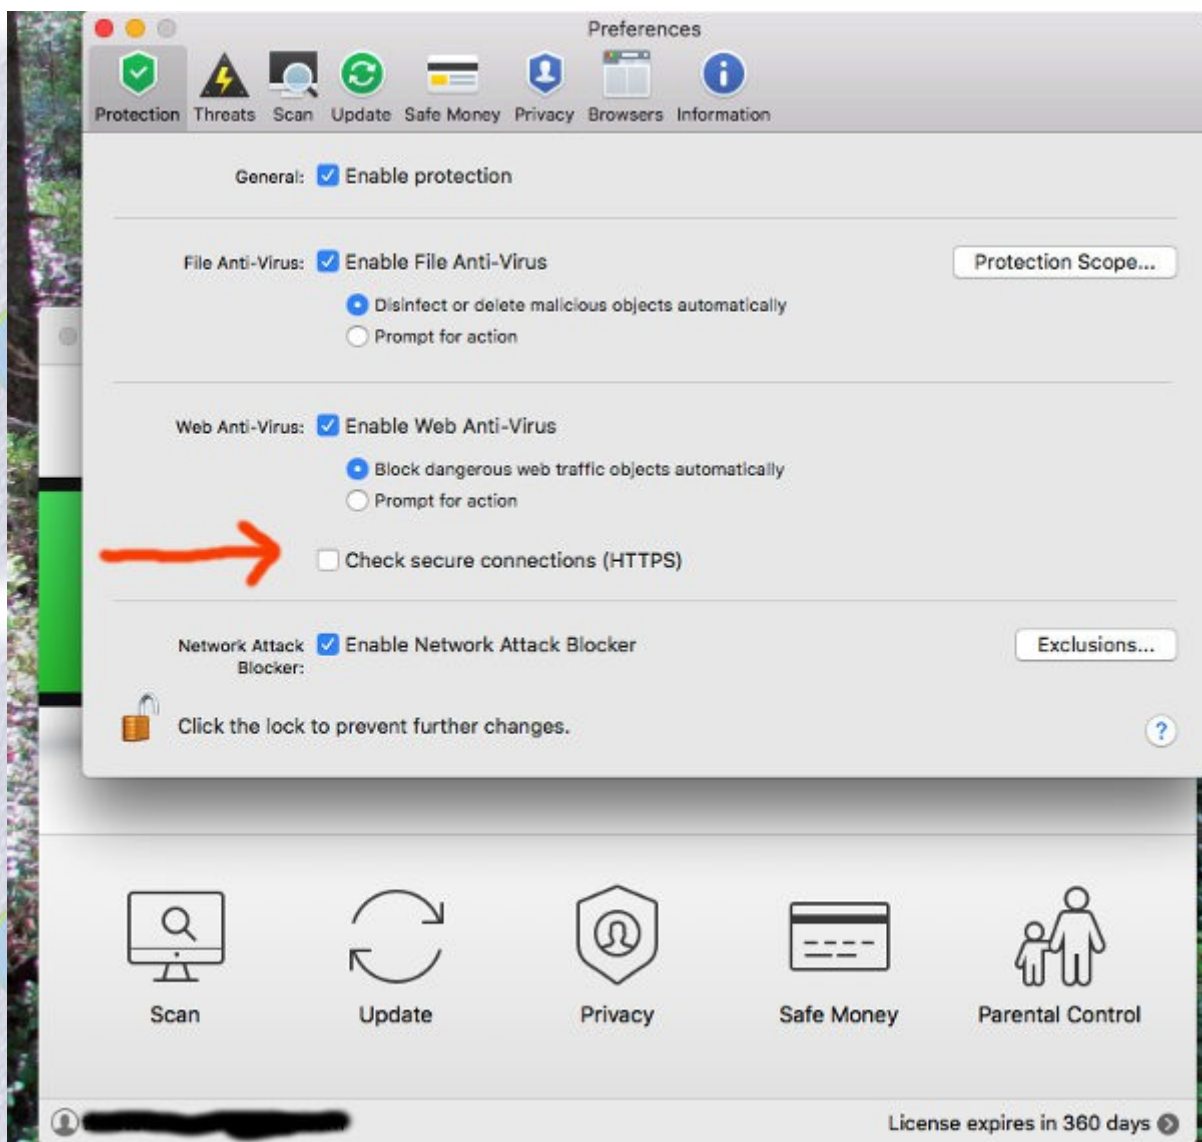 Preferences
Protection Threats Scan Update Safe Money Privacy Browsers Information
General: Enable protection
File Anti-Virus: Enable File Anti-Virus Protection Scope...
Disinfect or delete malicious objects automatically
Prompt for action
Web Anti-Virus: Enable Web Anti-Virus
Block dangerous web traffic objects automatically
Prompt for action
Check secure connections (HTTPS)
Network Attack Enable Network Attack Blocker Exclusions...
Blocker:
Click the lock to prevent further changes.
?
Scan Update Privacy Safe Money Parental Control
License expires in 360 days